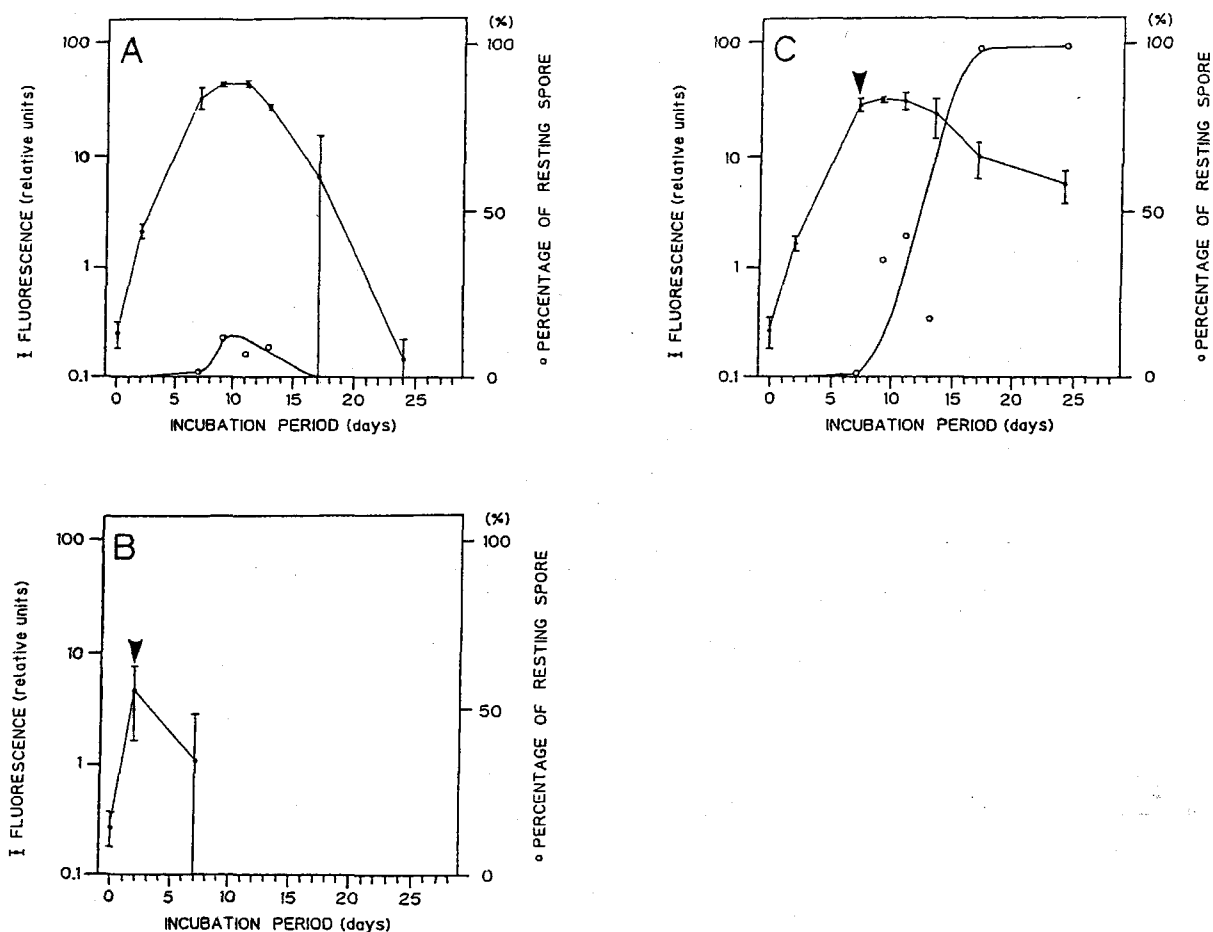 A
I FLUORESCENCE (relative units)
100
10
1
0.1
0 5 10 15 20 25
INCUBATION PERIOD (days)
(%)
100
50
0
o PERCENTAGE OF RESTING SPORE
C
I FLUORESCENCE (relative units)
100
10
1
0.1
0 5 10 15 20 25
INCUBATION PERIOD (days)
(%)
100
50
0
o PERCENTAGE OF RESTING SPORE
B
I FLUORESCENCE (relative units)
100
10
1
0.1
0 5 10 15 20 25
INCUBATION PERIOD (days)
(%)
100
50
0
o PERCENTAGE OF RESTING SPORE